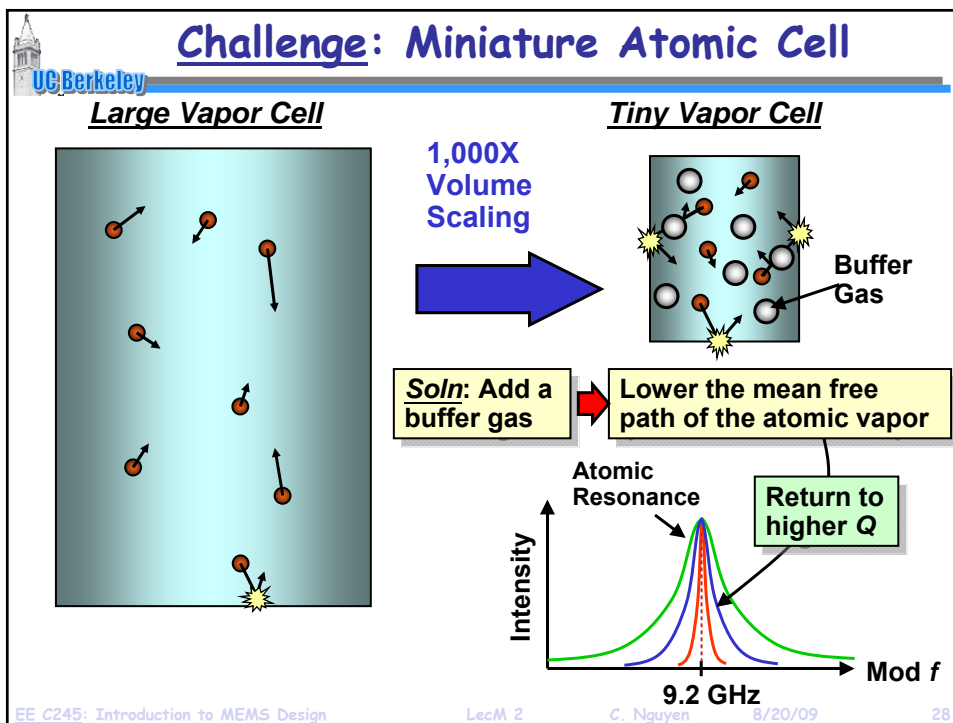 Challenge: Miniature Atomic Cell
UC Berkeley
Large Vapor Cell
Tiny Vapor Cell
1,000X
Volume
Scaling
Buffer
Gas
Soln: Add a
buffer gas
Lower the mean free
path of the atomic vapor
Atomic
Resonance
Return to
higher Q
Intensity
Mod f
9.2 GHz
EE C245: Introduction to MEMS Design LecM 2 C. Nguyen 8/20/09 28